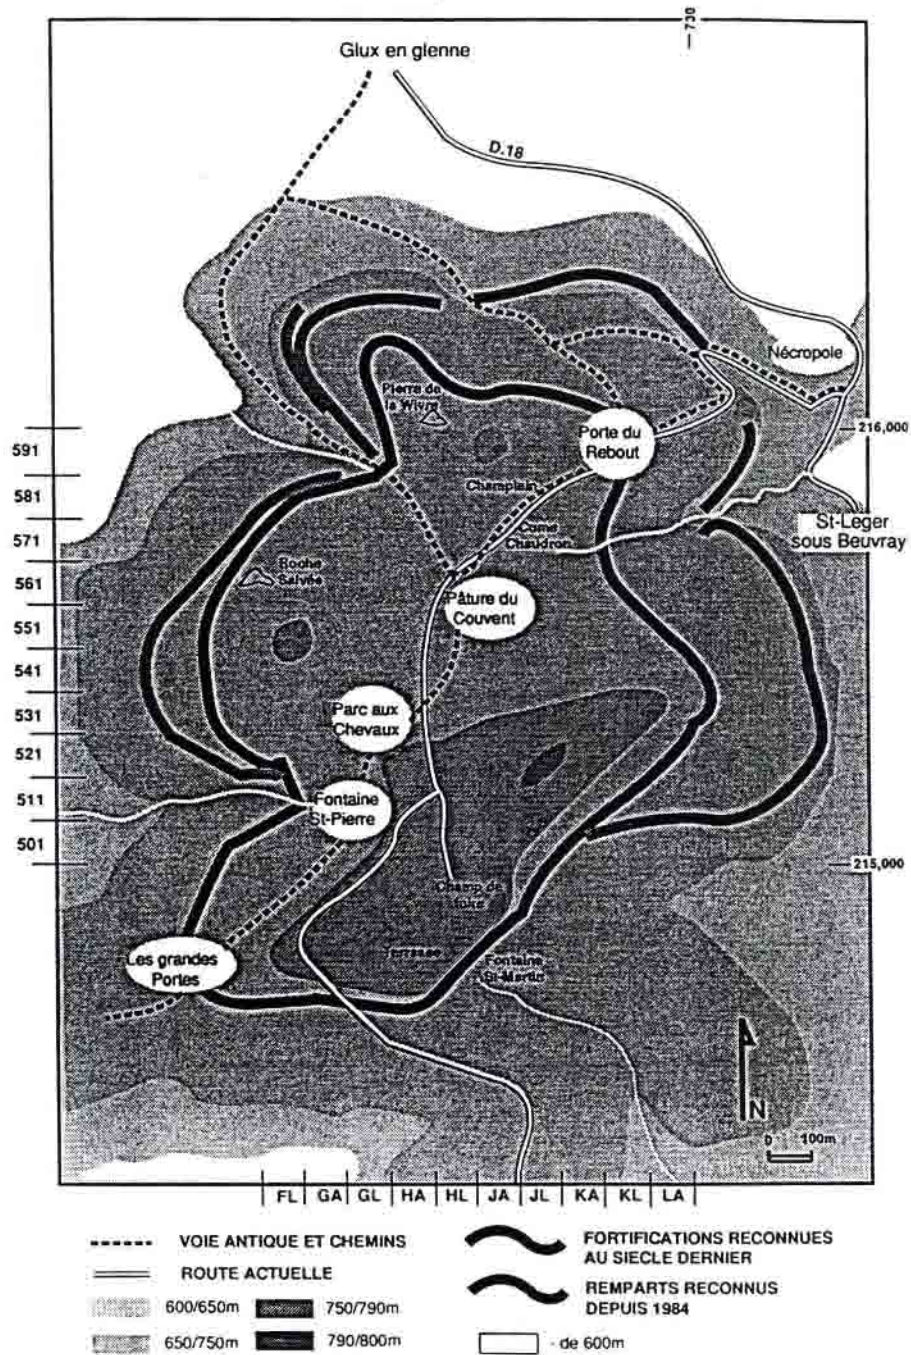 730
Glux en glenne
D.18
Nécropole
Pierre de
la Wivre
216,000
Porte du
Rebout
591
Champlain
581
Come
Chaudron
St-Leger
sous Beuvray
571
Roche
Salvée
561
Pâture du
Couvent
551
541
Parc aux
Chevaux
531
521
Fontaine
St-Pierre
511
501
215,000
Champ de
foire
Les grandes
Portes
Terrasse
Fontaine
St-Martin
N
0 100m
FL GA GL HA HL JA JL KA KL LA
VOIE ANTIQUE ET CHEMINS
ROUTE ACTUELLE
600/650m
750/790m
650/750m
790/800m
FORTIFICATIONS RECONNUES
AU SIECLE DERNIER
REMPARTS RECONNUS
DEPUIS 1984
- de 600m